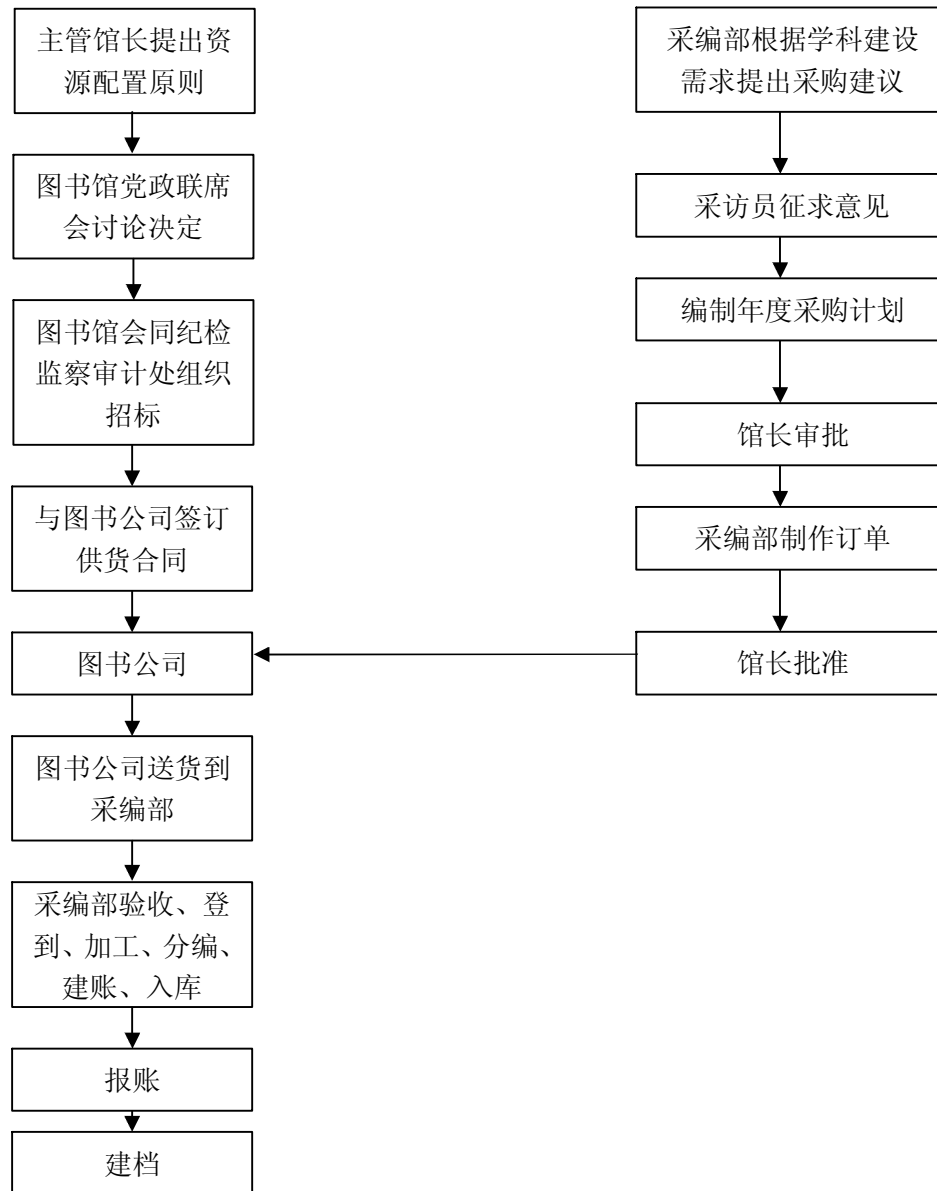 主管馆长提出资
源配置原则
图书馆党政联席
会讨论决定
图书馆会同纪检
监察审计处组织
招标
与图书公司签订
供货合同
图书公司
图书公司送货到
采编部
采编部验收、登
到、加工、分编、
建账、入库
报账
建档
采编部根据学科建设
需求提出采购建议
采访员征求意见
编制年度采购计划
馆长审批
采编部制作订单
馆长批准